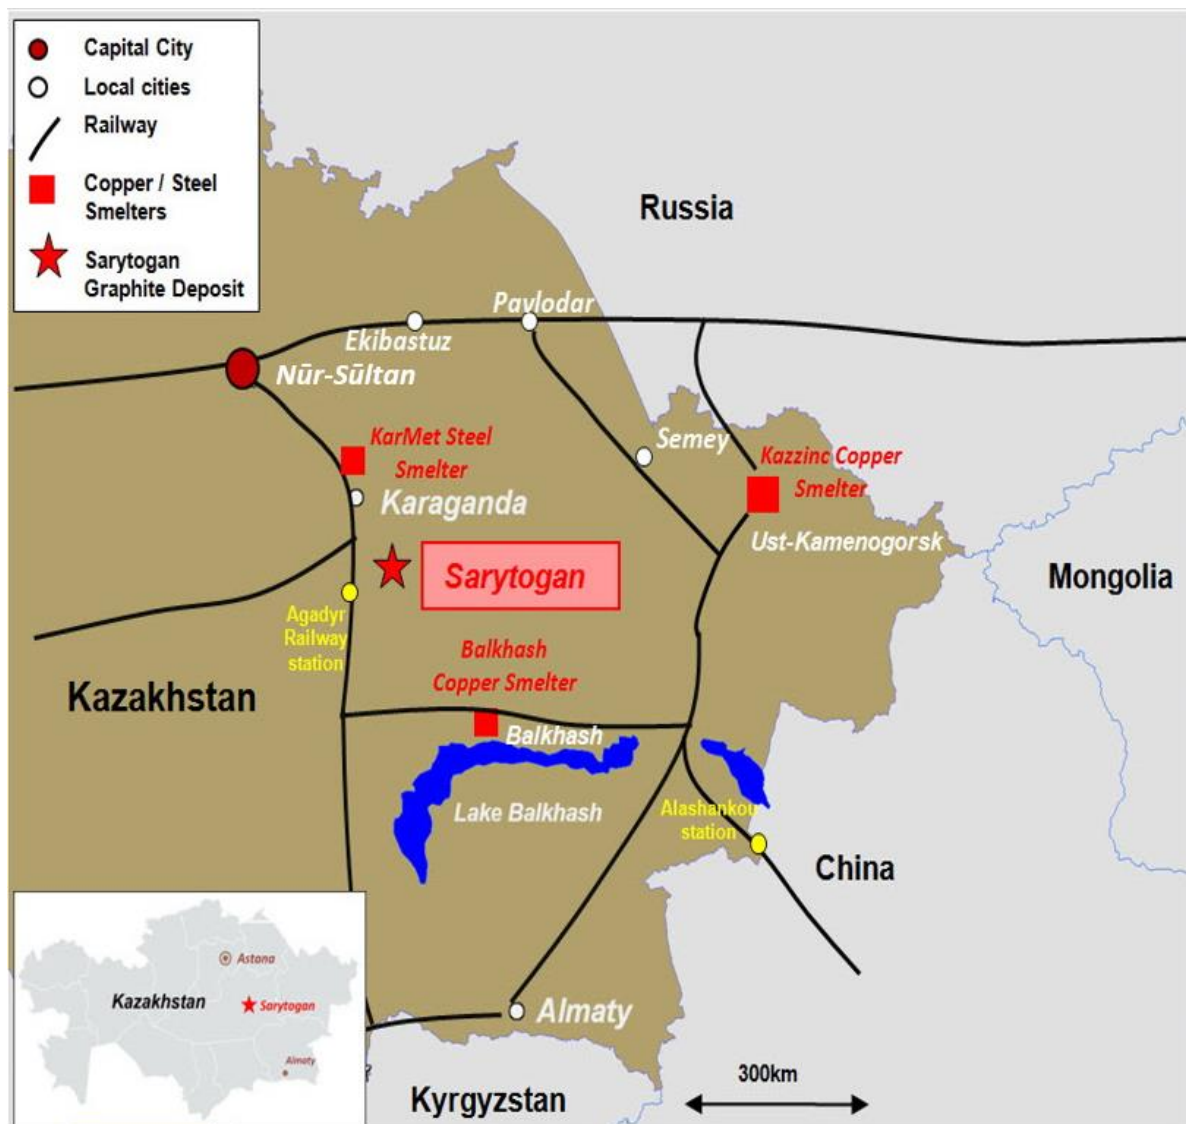 Capital City
Local cities
Railway
Copper / Steel
Smelters
Sarytogan
Graphite Deposit
Russia
Pavlodar
Ekibastuz
Nūr-Sūltan
KarMet Steel
Smelter
Semey
Kazzinc Copper
Smelter
Karaganda
Ust-Kamenogorsk
Sarytogan
Mongolia
Agadyr
Railway
station
Balkhash
Copper Smelter
Kazakhstan
Balkhash
Lake Balkhash
Alashankou
station
China
Astana
Kazakhstan
Sarytogan
Almaty
Almaty
300km
Kyrgyzstan